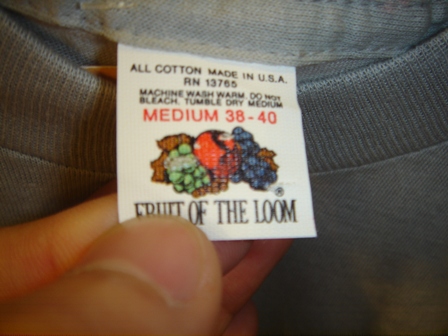 ALL COTTON MADE IN U.S.A.
RN 13765
MACHINE WASH WARM. DO NOT
BLEACH. TUMBLE DRY MEDIUM
MEDIUM 38-40
®
FRUIT OF THE LOOM